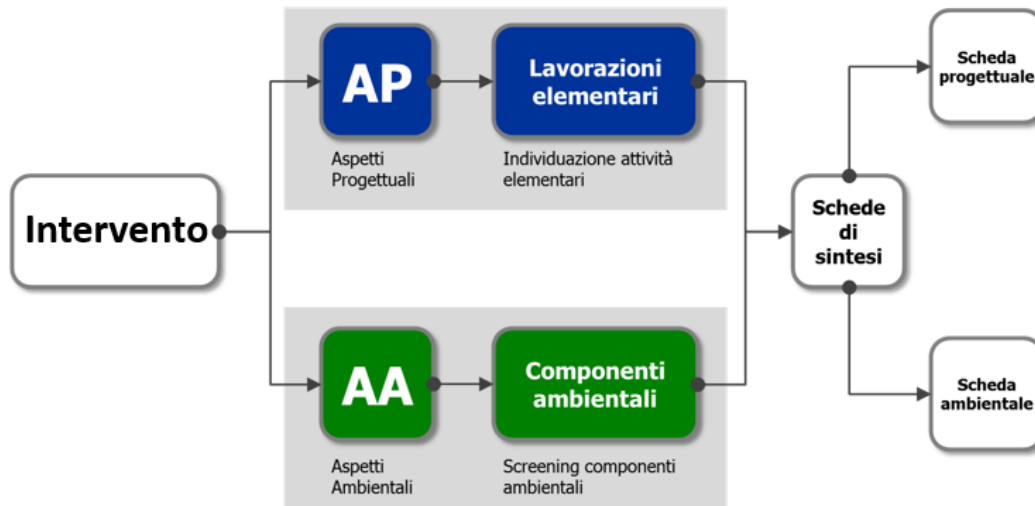 Intervento
AP
Aspetti
Progettuali
Lavorazioni
elementari
Individuazione attività
elementari
AA
Aspetti
Ambientali
Componenti
ambientali
Screening componenti
ambientali
Schede
di
sintesi
Scheda
progettuale
Scheda
ambientale